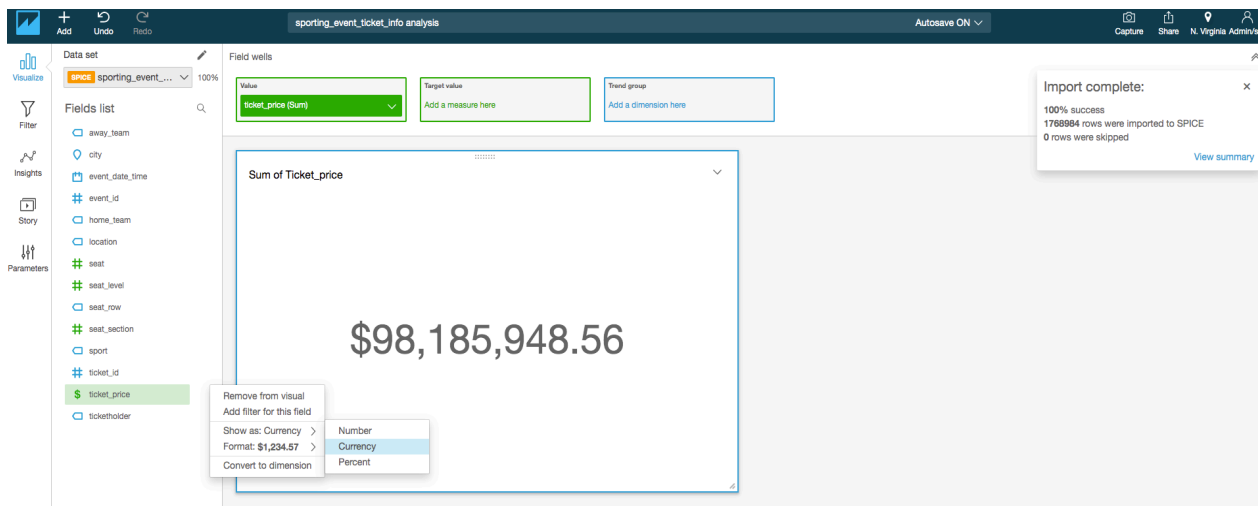 Add
Undo
Redo
sporting_event_ticket_info analysis
Autosave ON
Capture
Share
N. Virginia
Admin/s
Visualize
Filter
Insights
Story
Parameters
Data set
SPICE sporting_event_... 100%
Fields list
away_team
city
event_date_time
event_id
home_team
location
seat
seat_level
seat_row
seat_section
sport
ticket_id
$ ticket_price
ticketholder
Field wells
Value
ticket_price (Sum)
Target value
Add a measure here
Trend group
Add a dimension here
Import complete:
100% success
1768984 rows were imported to SPICE
0 rows were skipped
View summary
Sum of Ticket_price
$98,185,948.56
Remove from visual
Add filter for this field
Show as: Currency
Format: $1,234.57
Convert to dimension
Number
Currency
Percent